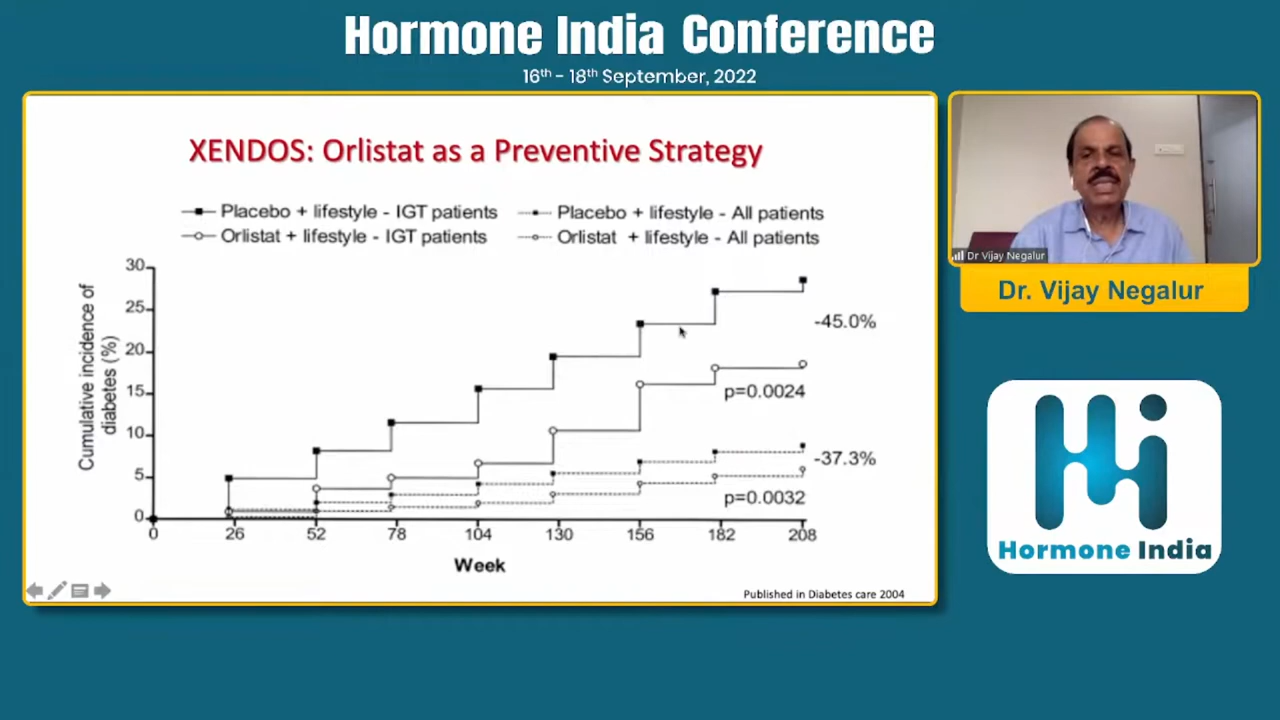 Hormone India Conference
16th - 18th September, 2022
XENDOS: Orlistat as a Preventive Strategy
Placebo + lifestyle - IGT patients
Placebo + lifestyle - All patients
Orlistat + lifestyle - IGT patients
Orlistat + lifestyle - All patients
Cumulative incidence of
diabetes (%)
30
25
20
15
10
5
0
-45.0%
p=0.0024
-37.3%
p=0.0032
0 26 52 78 104 130 156 182 208
Week
Published in Diabetes care 2004
Dr Vijay Negalur
Dr. Vijay Negalur
Hi
Hormone India